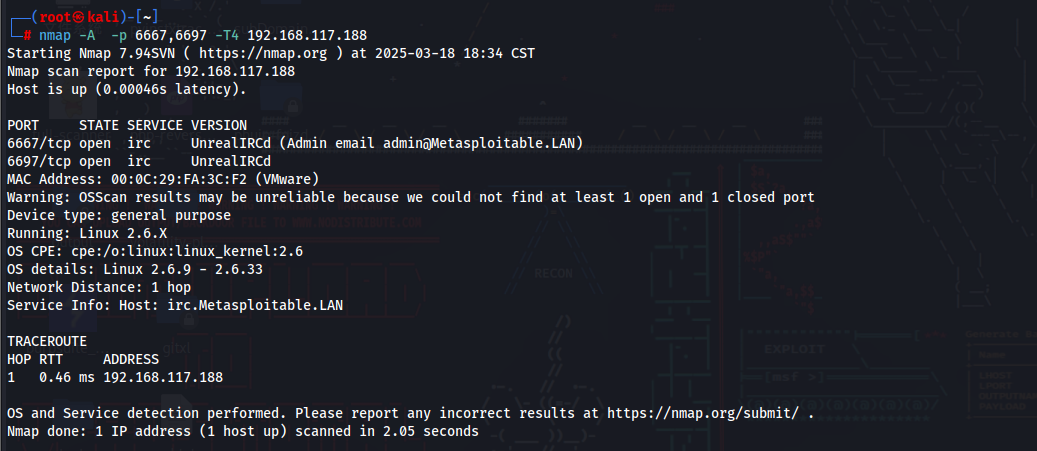 (root㉿kali)-[~]
# nmap -A  -p 6667,6697 -T4 192.168.117.188
Starting Nmap 7.94SVN ( https://nmap.org ) at 2025-03-18 18:34 CST
Nmap scan report for 192.168.117.188
Host is up (0.00046s latency).
PORT     STATE SERVICE VERSION
6667/tcp open  irc     UnrealIRCd (Admin email admin@Metasploitable.LAN)
6697/tcp open  irc     UnrealIRCd
MAC Address: 00:0C:29:FA:3C:F2 (VMware)
Warning: OSScan results may be unreliable because we could not find at least 1 open and 1 closed port
Device type: general purpose
Running: Linux 2.6.X
OS CPE: cpe:/o:linux:linux_kernel:2.6
OS details: Linux 2.6.9 - 2.6.33
Network Distance: 1 hop
Service Info: Host: irc.Metasploitable.LAN
RECON
TRACEROUTE
HOP RTT     ADDRESS
1   0.46 ms 192.168.117.188
EXPLOIT
[msf >]
OS and Service detection performed. Please report any incorrect results at https://nmap.org/submit/ .
Nmap done: 1 IP address (1 host up) scanned in 2.05 seconds